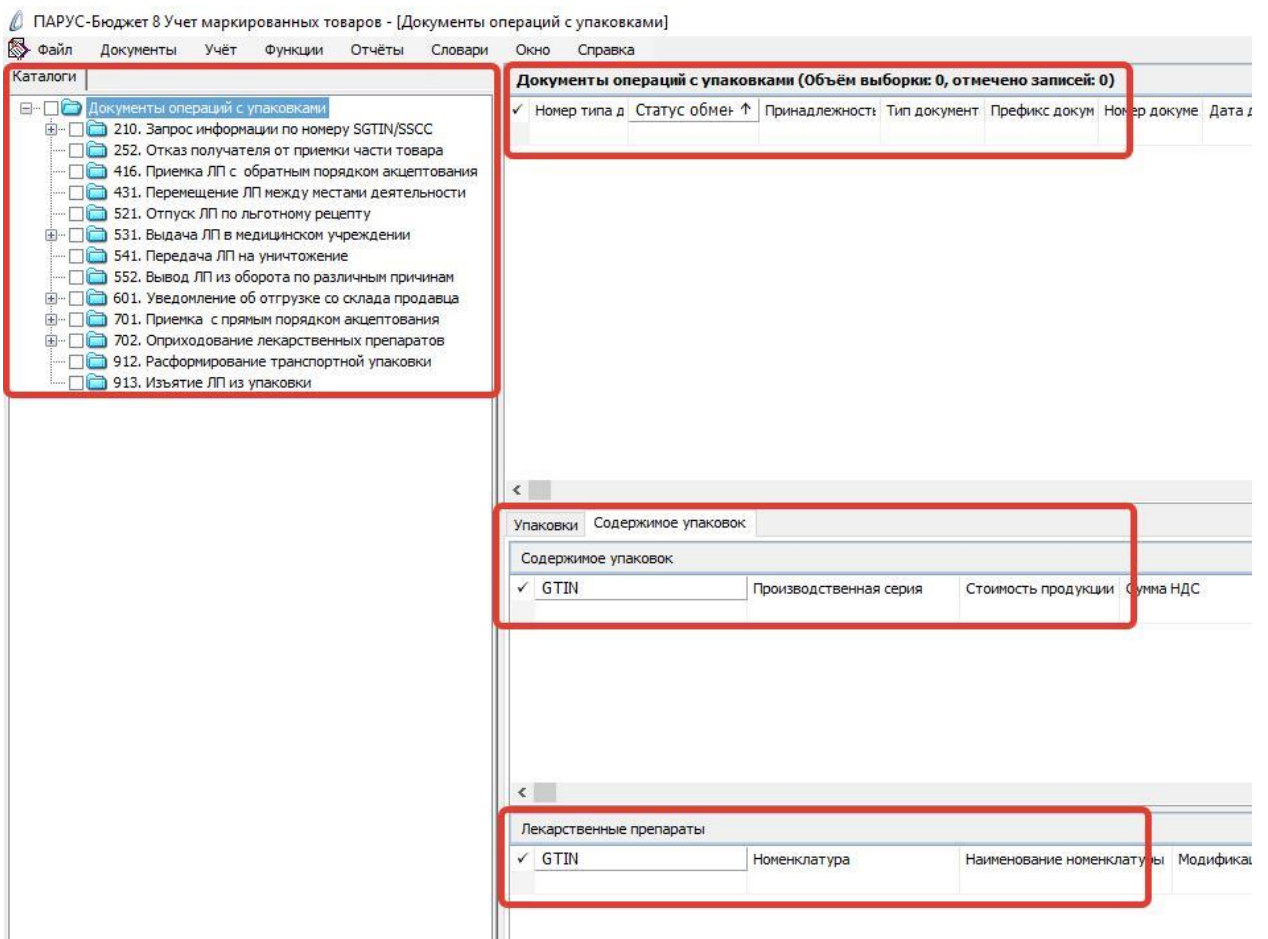 ПАРУС-Бюджет 8 Учет маркированных товаров - [Документы операций с упаковками]
Файл Документы Учёт Функции Отчёты Словари Окно Справка
Каталоги
Документы операций с упаковками
210. Запрос информации по номеру SGTIN/SSCC
252. Отказ получателя от приемки части товара
416. Приемка ЛП с обратным порядком акцептования
431. Перемещение ЛП между местами деятельности
521. Отпуск ЛП по льготному рецепту
531. Выдача ЛП в медицинском учреждении
541. Передача ЛП на уничтожение
552. Вывод ЛП из оборота по различным причинам
601. Уведомление об отгрузке со склада продавца
701. Приемка с прямым порядком акцептования
702. Оприходование лекарственных препаратов
912. Расформирование транспортной упаковки
913. Изъятие ЛП из упаковки
Документы операций с упаковками (Объём выборки: 0, отмечено записей: 0)
Номер типа д Статус обмен Принадлежность Тип документ Префикс докум Номер докуме Дата д
Упаковки Содержимое упаковок
Содержимое упаковок
GTIN Производственная серия Стоимость продукции Сумма НДС
Лекарственные препараты
GTIN Номенклатура Наименование номенклатуры Модификац